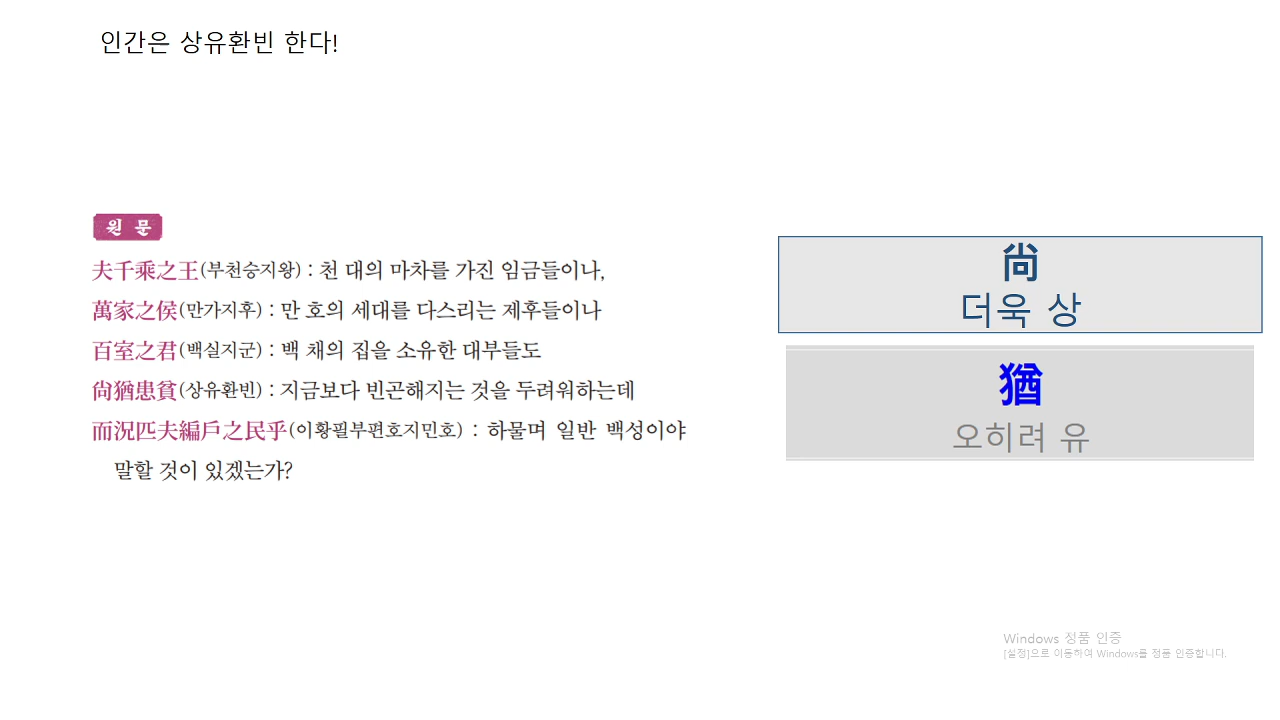 인간은 상유환빈 한다!
원 문
夫千乘之王(부천승지왕) : 천 대의 마차를 가진 임금들이나,
萬家之侯(만가지후) : 만 호의 세대를 다스리는 제후들이나
百室之君(백실지군) : 백 채의 집을 소유한 대부들도
尙猶患貧(상유환빈) : 지금보다 빈곤해지는 것을 두려워하는데
而況匹夫編戶之民乎(이황필부편호지민호) : 하물며 일반 백성이야
말할 것이 있겠는가?
尙
더욱 상
猶
오히려 유
Windows 정품 인증
[설정]으로 이동하여 Windows를 정품 인증합니다.